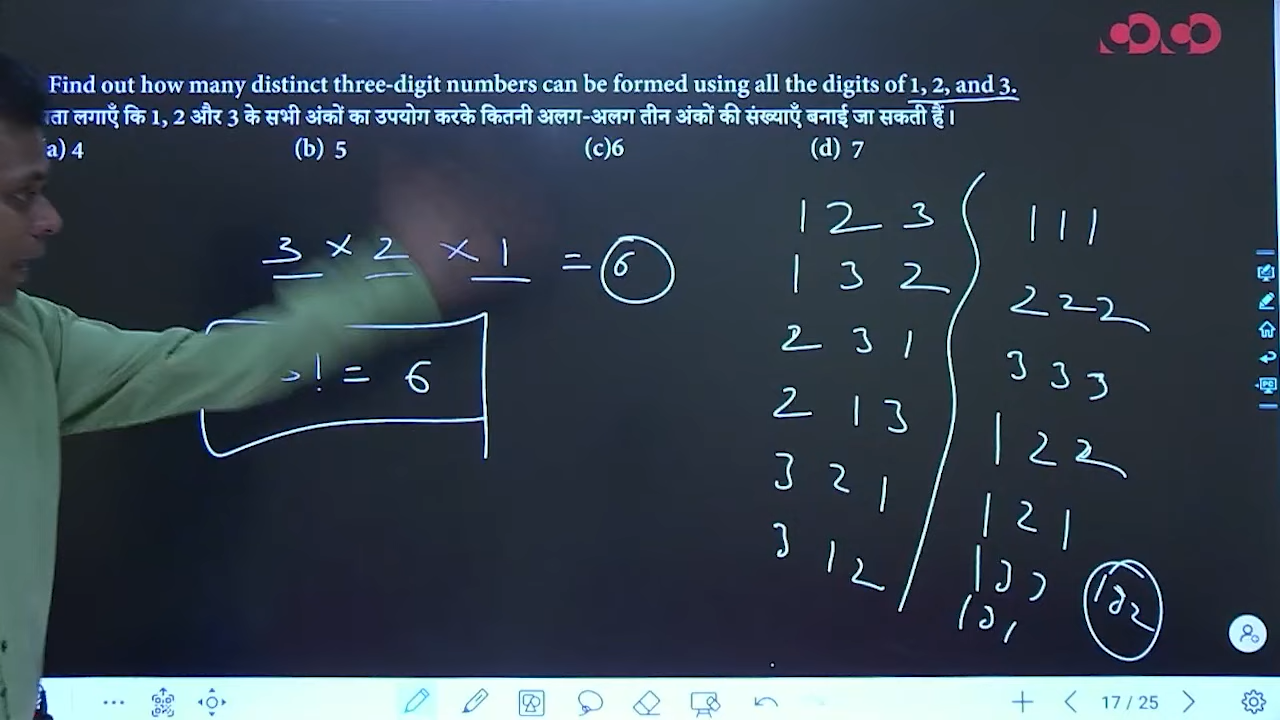 Find out how many distinct three-digit numbers can be formed using all the digits of 1, 2, and 3.
ता लगाएँ कि 1, 2 और 3 के सभी अंकों का उपयोग करके कितनी अलग-अलग तीन अंकों की संख्याएँ बनाई जा सकती हैं।
a) 4 (b) 5 (c)6 (d) 7
3 × 2 × 1 = 6
! = 6
1 2 3
1 3 2
2 3 1
2 1 3
3 2 1
3 1 2
1 1 1
2 2 2
3 3 3
1 2 2
1 2 1
17 / 25